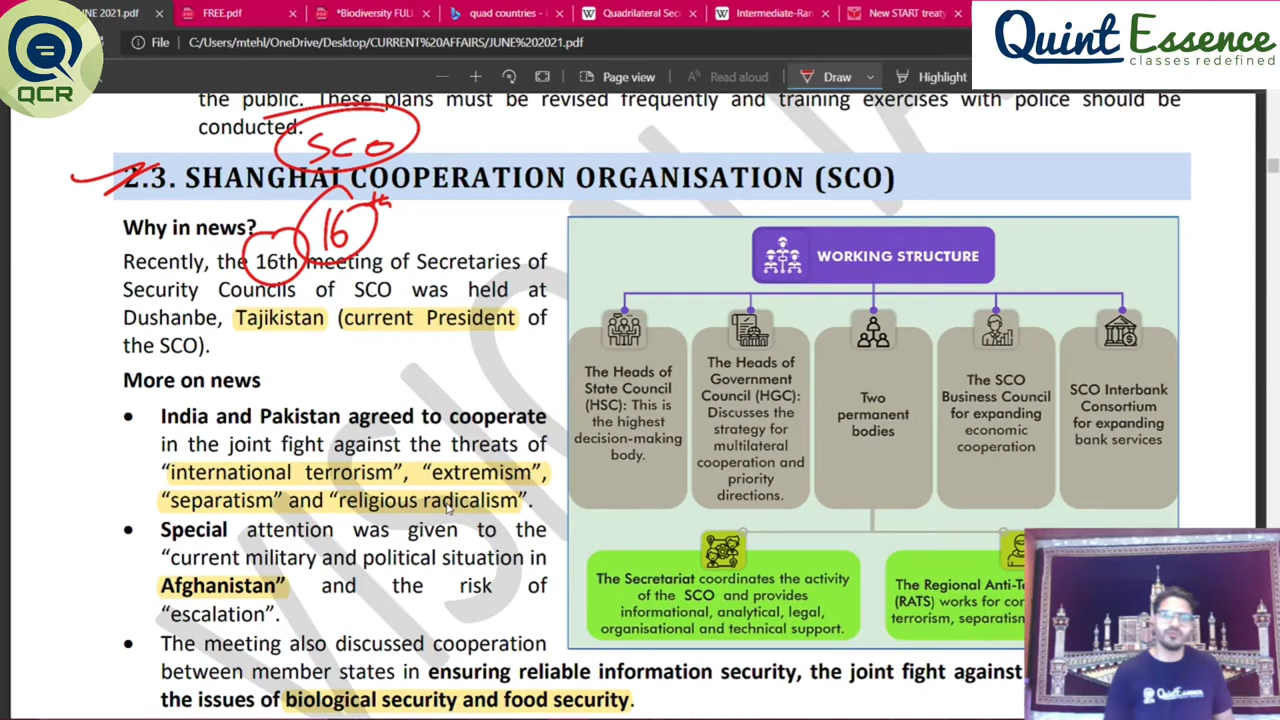 JUNE 2021.pdf
FREE.pdf
*Biodiversity FULL
quad countries -
Quadrilateral Sec
Intermediate-Ran
New START treaty
File C:/Users/mtehl/OneDrive/Desktop/CURRENT%20AFFAIRS/JUNE%202021.pdf
Page view
Read aloud
Draw
Highlight
QCR
Quint Essence
classes redefined
the public. These plans must be revised frequently and training exercises with police should be
conducted.
SCO
2.3. SHANGHAI COOPERATION ORGANISATION (SCO)
16th
Why in news?
Recently, the 16th meeting of Secretaries of
Security Councils of SCO was held at
Dushanbe, Tajikistan (current President of
the SCO).
More on news
• India and Pakistan agreed to cooperate
in the joint fight against the threats of
“international terrorism”, “extremism”,
“separatism” and “religious radicalism”.
• Special attention was given to the
“current military and political situation in
Afghanistan” and the risk of
“escalation”.
• The meeting also discussed cooperation
between member states in ensuring reliable information security, the joint fight against
the issues of biological security and food security.
WORKING STRUCTURE
The Heads of
State Council
(HSC): This is
the highest
decision-making
body.
The Heads of
Government
Council (HGC):
Discusses the
strategy for
multilateral
cooperation and
priority
directions.
Two
permanent
bodies
The SCO
Business Council
for expanding
economic
cooperation
SCO Interbank
Consortium for
expanding
bank services
The Secretariat coordinates the activity
of the SCO and provides
informational, analytical, legal,
organisational and technical support.
The Regional Anti-Te
(RATS) works for con
terrorism, separatism
QUINTESSENCE